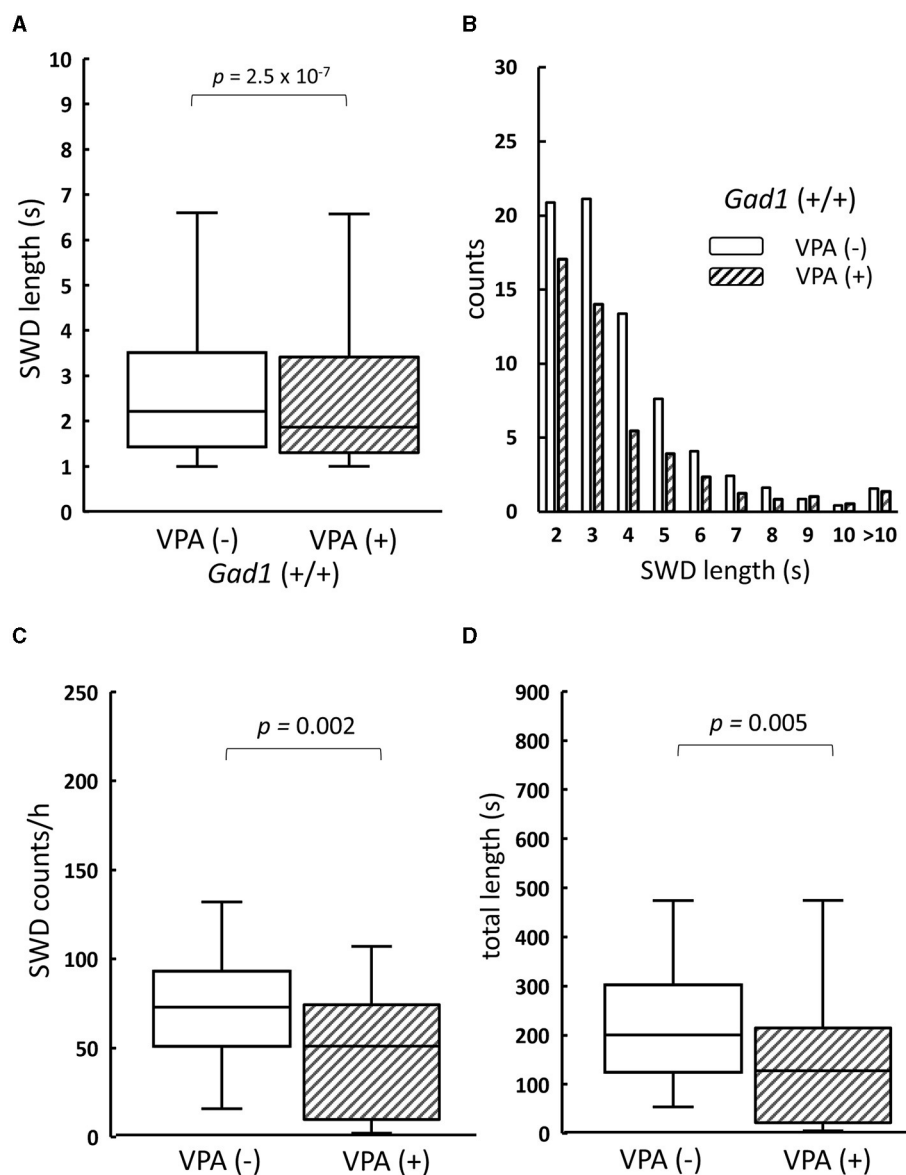 A
SWD length (s)
10
9
8
7
6
5
4
3
2
1
0
p = 2.5 x 10-7
VPA (-) VPA (+)
Gad1 (+/+)
B
counts
30
25
20
15
10
5
0
Gad1 (+/+)
VPA (-)
VPA (+)
2 3 4 5 6 7 8 9 10 >10
SWD length (s)
C
SWD counts/h
250
200
150
100
50
0
p = 0.002
VPA (-) VPA (+)
D
total length (s)
900
800
700
600
500
400
300
200
100
0
p = 0.005
VPA (-) VPA (+)